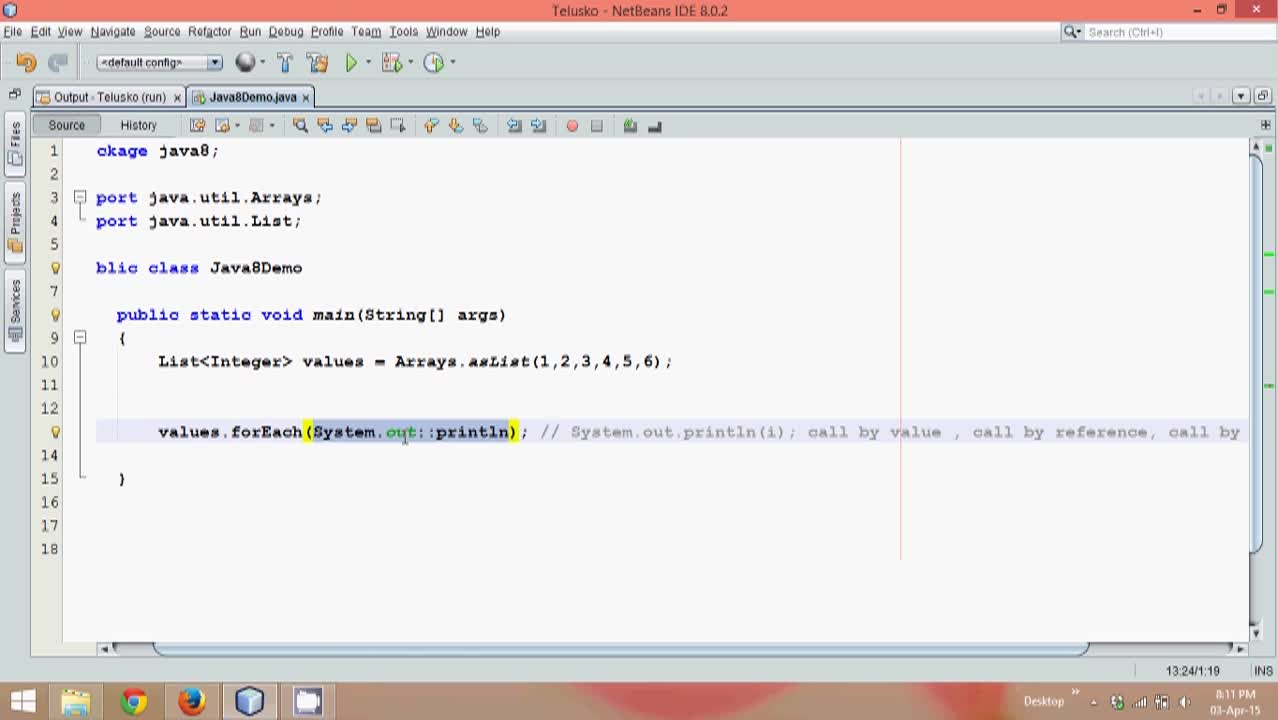 Telusko - NetBeans IDE 8.0.2
File Edit View Navigate Source Refactor Run Debug Profile Team Tools Window Help
Search (Ctrl+I)
<default config>
Output - Telusko (run) x Java8Demo.java x
Source History
Files
Projects
Services
1 ckage java8;
2
3 port java.util.Arrays;
4 port java.util.List;
5
blic class Java8Demo
7
public static void main(String[] args)
9 {
10 List<Integer> values = Arrays.asList(1,2,3,4,5,6);
11
12
values.forEach(System.out::println); // System.out.println(i); call by value , call by reference, call by
14
15 }
16
17
18
13:24/1:19 INS
Desktop
8:11 PM
03-Apr-15